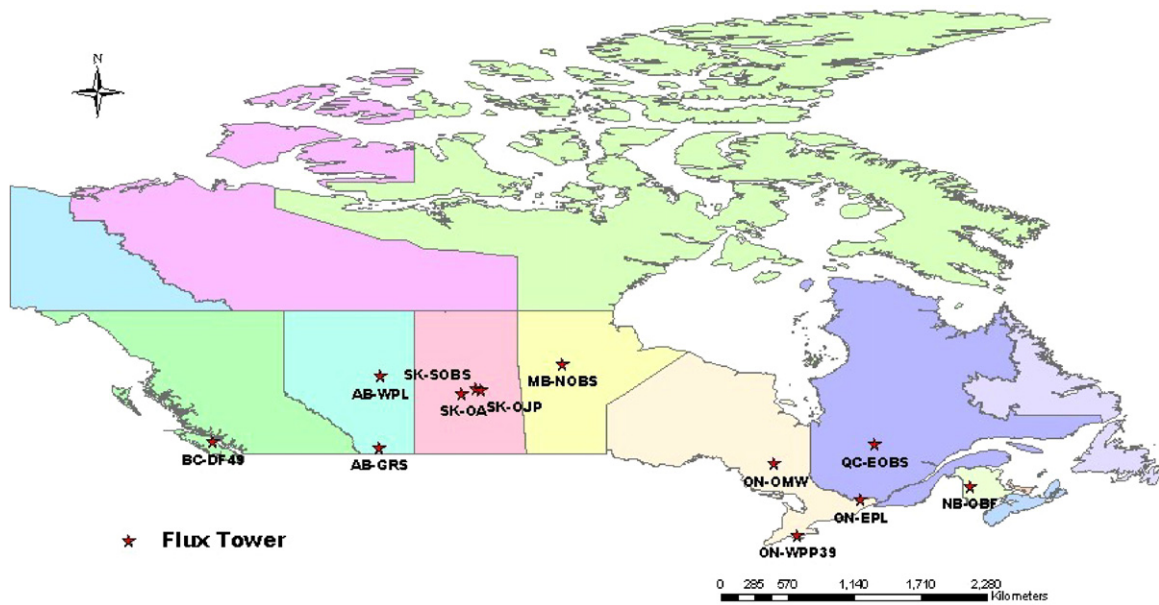 N
SK-SOBS
MB-NOBS
AB-WPL
SK-OA
SK-OJP
BC-DF49
AB-GRS
QC-EOBS
ON-OMW
NB-OBF
ON-EPL
ON-WPP39
Flux Tower
0 285 570 1,140 1,710 2,280
Kilometers